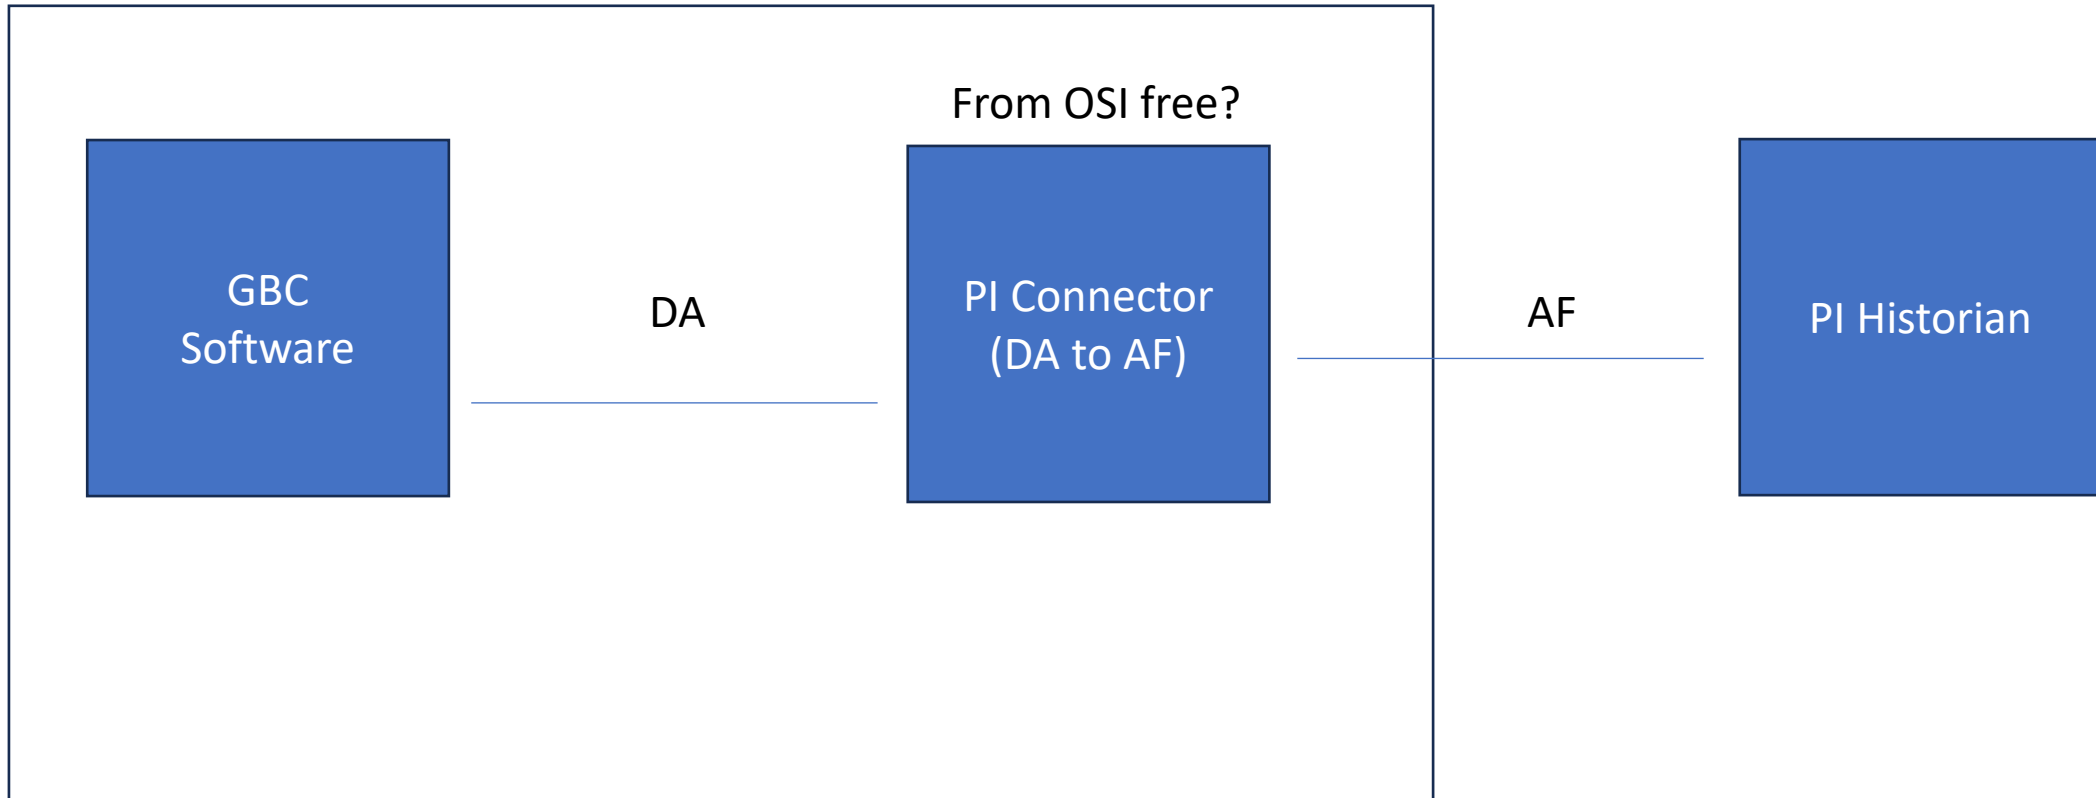 From OSI free?
GBC
Software
DA
PI Connector
(DA to AF)
AF
PI Historian